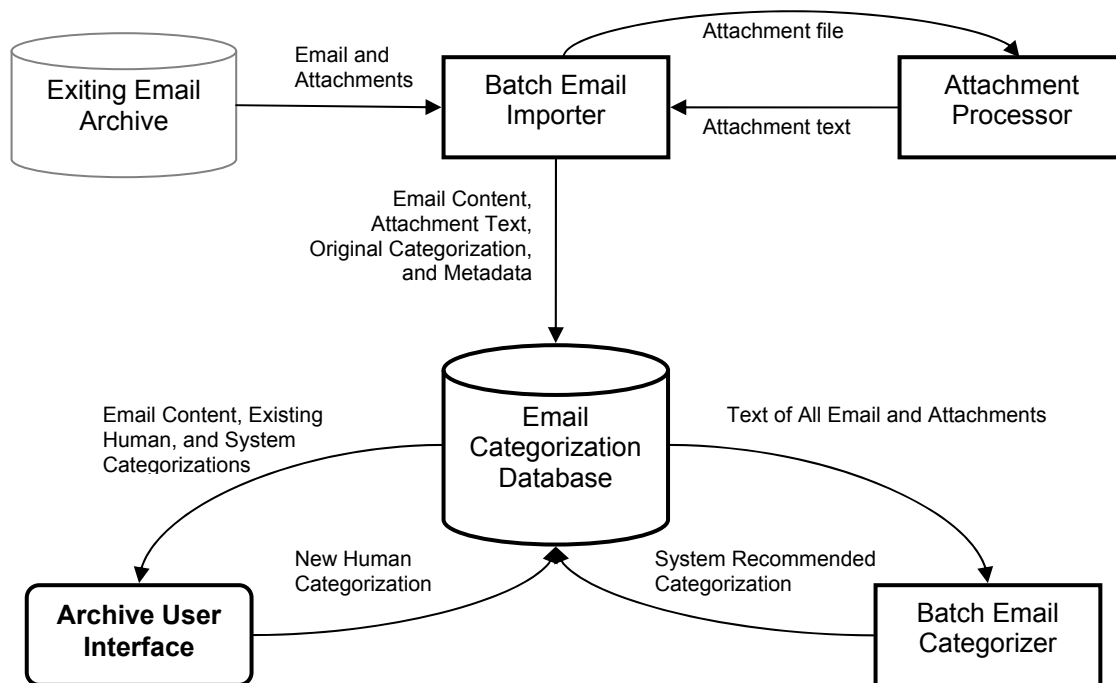 Attachment file
Email and
Attachments
Exiting Email
Archive
Batch Email
Importer
Attachment
Processor
Attachment text
Email Content,
Attachment Text,
Original Categorization,
and Metadata
Email Content, Existing
Human, and System
Categorizations
Email
Categorization
Database
Text of All Email and Attachments
New Human
Categorization
System Recommended
Categorization
Archive User
Interface
Batch Email
Categorizer